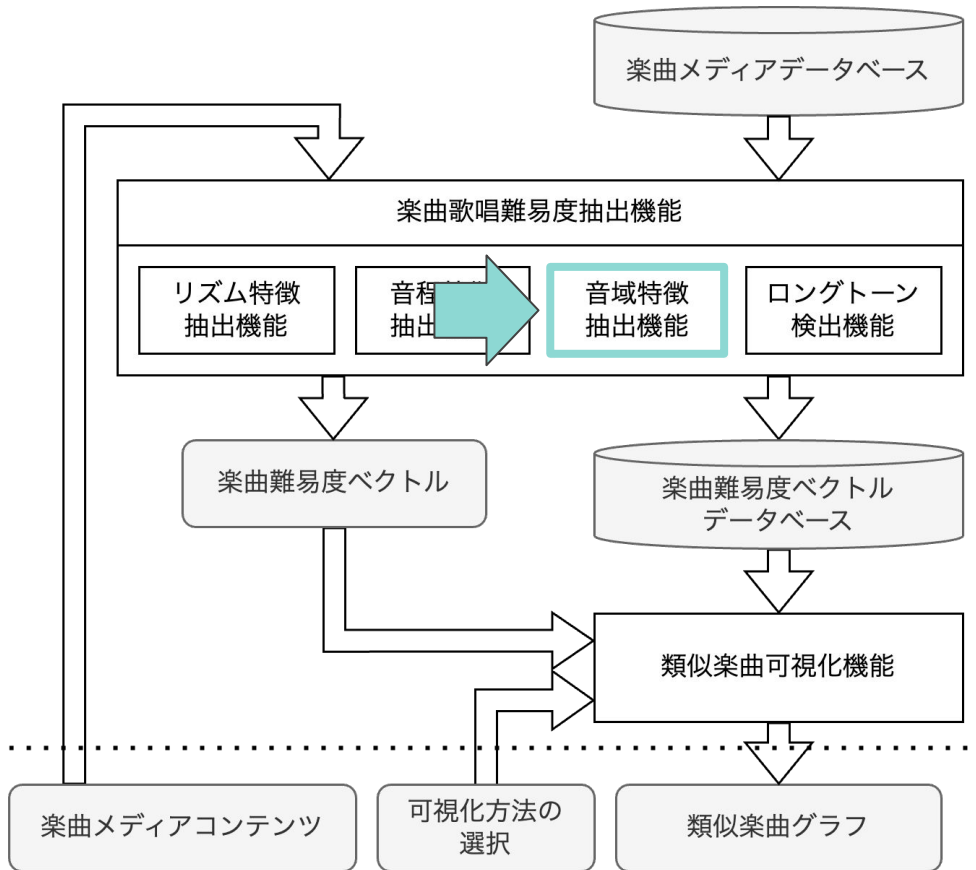 楽曲メディアデータベース
楽曲歌唱難易度抽出機能
リズム特徴
抽出機能
音程
抽出
音域特徴
抽出機能
ロングトーン
検出機能
楽曲難易度ベクトル
楽曲難易度ベクトル
データベース
類似楽曲可視化機能
楽曲メディアコンテンツ
可視化方法の
選択
類似楽曲グラフ